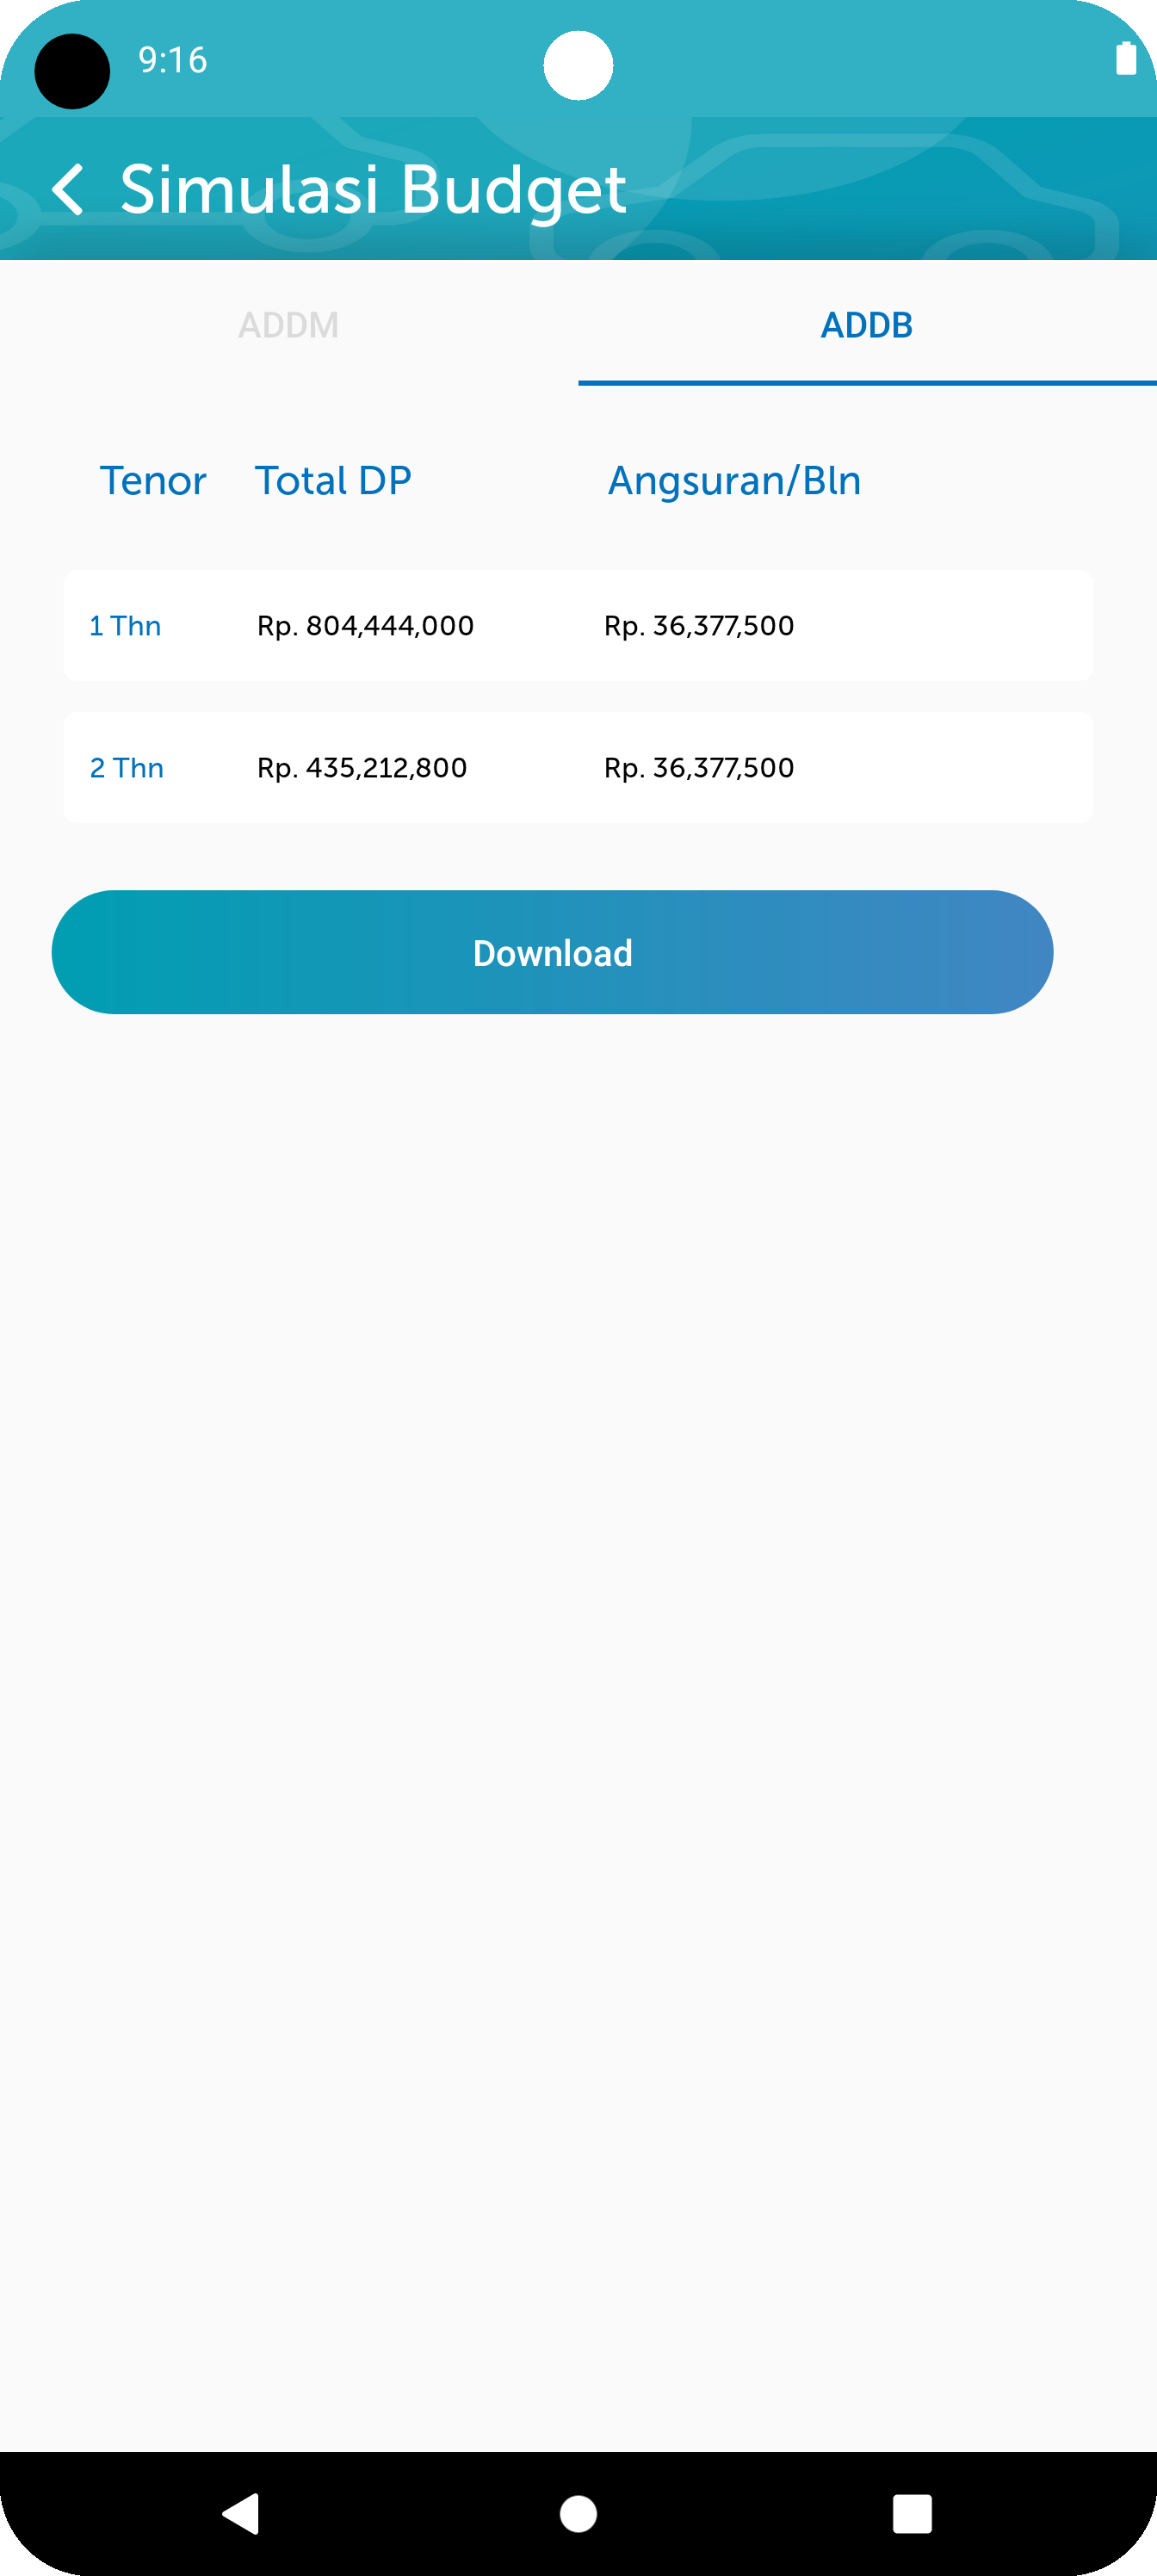 9:16
Simulasi Budget
ADDM ADDB
Tenor Total DP Angsuran/Bln
1 Thn Rp. 804,444,000 Rp. 36,377,500
2 Thn Rp. 435,212,800 Rp. 36,377,500
Download